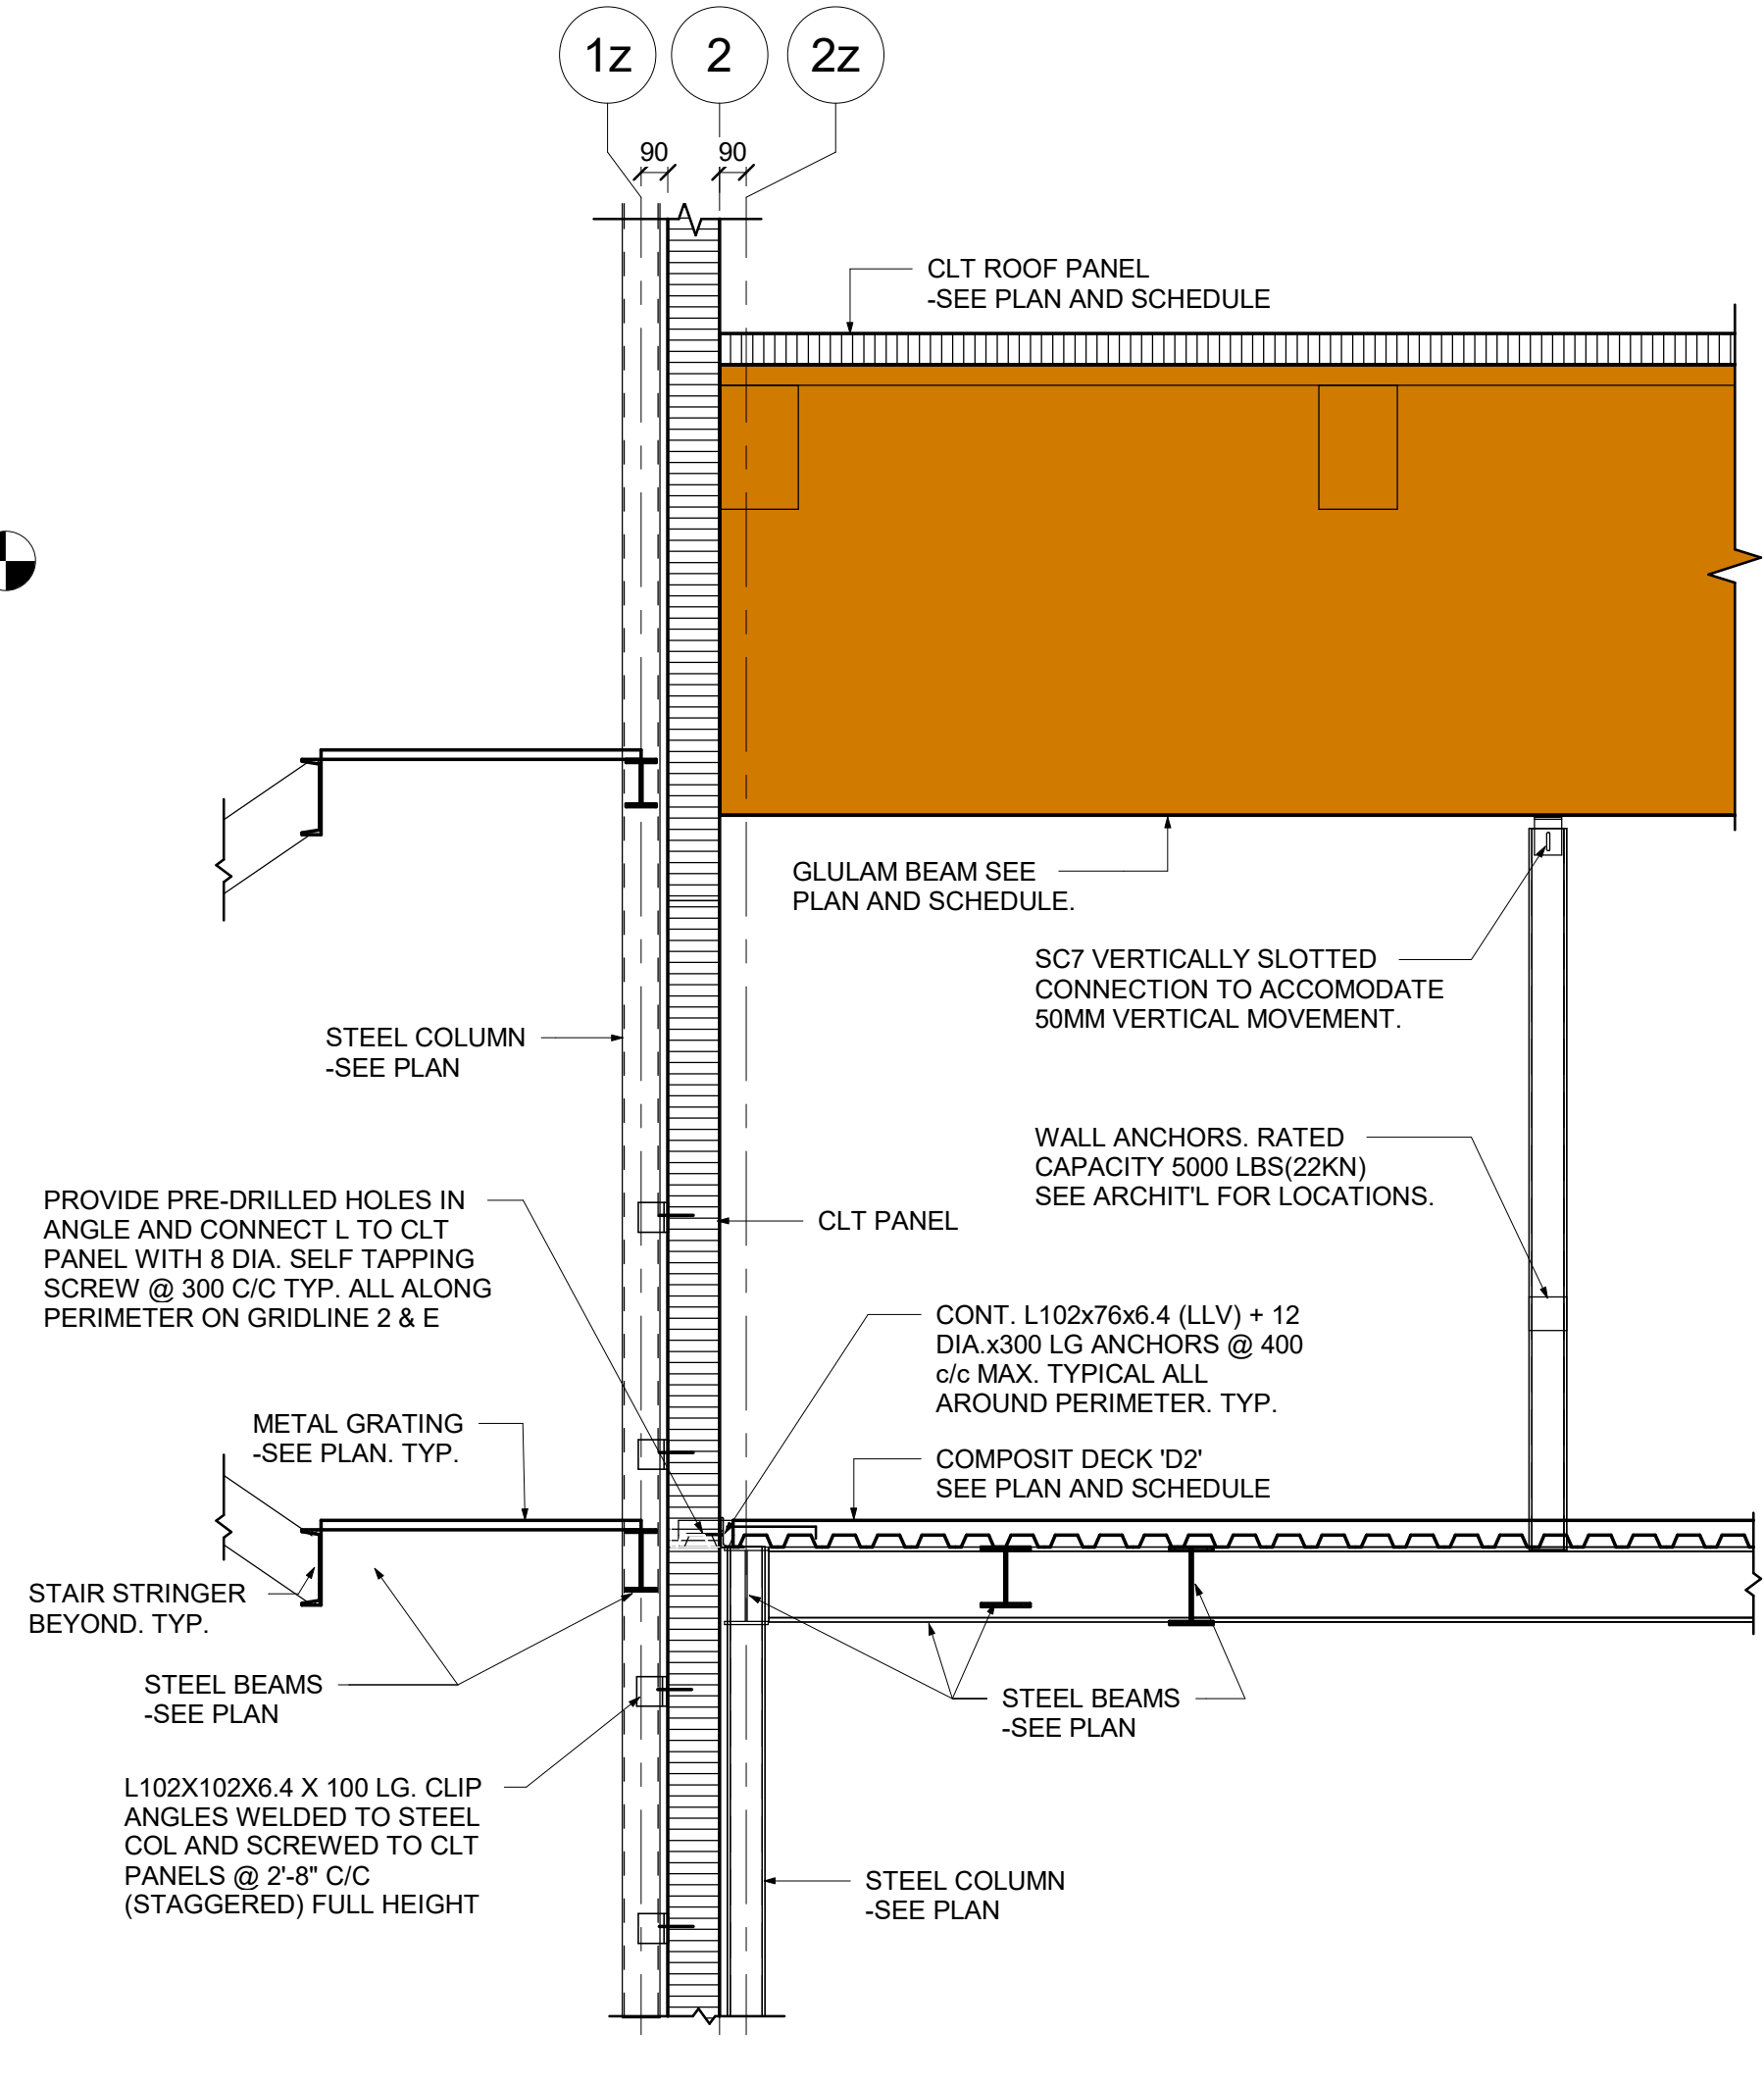 1z 2 2z
90 90
CLT ROOF PANEL
-SEE PLAN AND SCHEDULE
GLULAM BEAM SEE
PLAN AND SCHEDULE.
SC7 VERTICALLY SLOTTED
CONNECTION TO ACCOMODATE
50MM VERTICAL MOVEMENT.
STEEL COLUMN
-SEE PLAN
WALL ANCHORS. RATED
CAPACITY 5000 LBS(22KN)
SEE ARCHIT'L FOR LOCATIONS.
PROVIDE PRE-DRILLED HOLES IN
ANGLE AND CONNECT L TO CLT
PANEL WITH 8 DIA. SELF TAPPING
SCREW @ 300 C/C TYP. ALL ALONG
PERIMETER ON GRIDLINE 2 & E
CLT PANEL
CONT. L102x76x6.4 (LLV) + 12
DIA.x300 LG ANCHORS @ 400
c/c MAX. TYPICAL ALL
AROUND PERIMETER. TYP.
METAL GRATING
-SEE PLAN. TYP.
COMPOSIT DECK 'D2'
SEE PLAN AND SCHEDULE
STAIR STRINGER
BEYOND. TYP.
STEEL BEAMS
-SEE PLAN
STEEL BEAMS
-SEE PLAN
L102X102X6.4 X 100 LG. CLIP
ANGLES WELDED TO STEEL
COL AND SCREWED TO CLT
PANELS @ 2'-8" C/C
(STAGGERED) FULL HEIGHT
STEEL COLUMN
-SEE PLAN